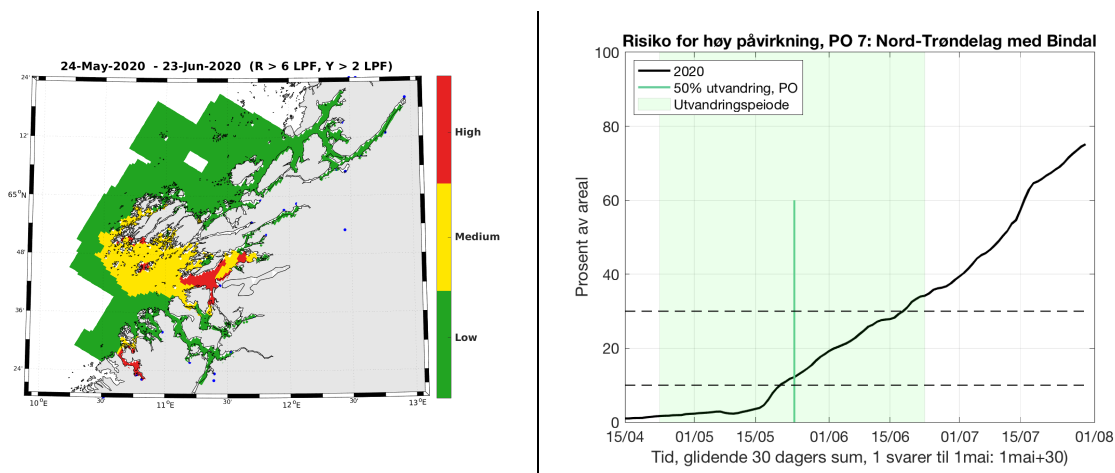 24-May-2020 - 23-Jun-2020 (R > 6 LPF, Y > 2 LPF)
24'
12'
65°N
48'
36'
24'
10°E
30'
11°E
30'
12°E
30'
13°E
High
Medium
Low
Risiko for høy påvirkning, PO 7: Nord-Trøndelag med Bindal
2020
50% utvandring, PO
Utvandringspeiode
Prosent av areal
100
80
60
40
20
0
15/04
01/05
15/05
01/06
15/06
01/07
15/07
01/08
Tid, glidende 30 dagers sum, 1 svarer til 1mai: 1mai+30)